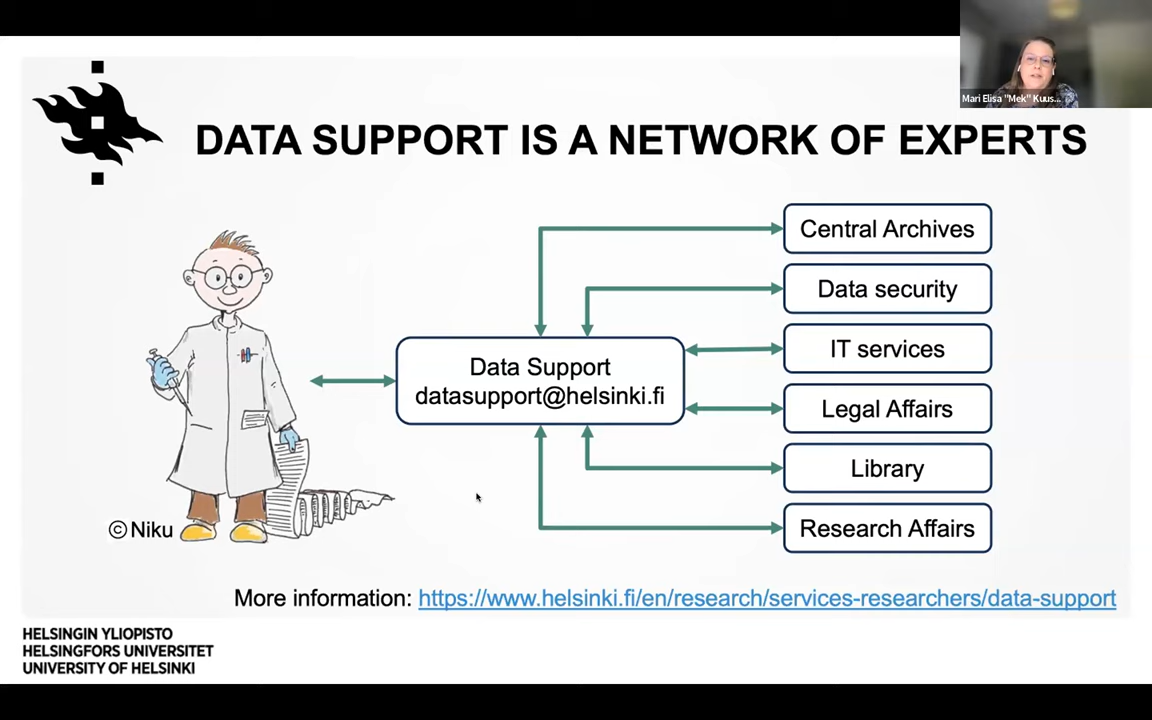 Mari Elisa "Mek" Kuus...
DATA SUPPORT IS A NETWORK OF EXPERTS
Central Archives
Data security
IT services
Data Support
datasupport@helsinki.fi
Legal Affairs
Library
Research Affairs
©Niku
More information: https://www.helsinki.fi/en/research/services-researchers/data-support
HELSINGIN YLIOPISTO
HELSINGFORS UNIVERSITET
UNIVERSITY OF HELSINKI